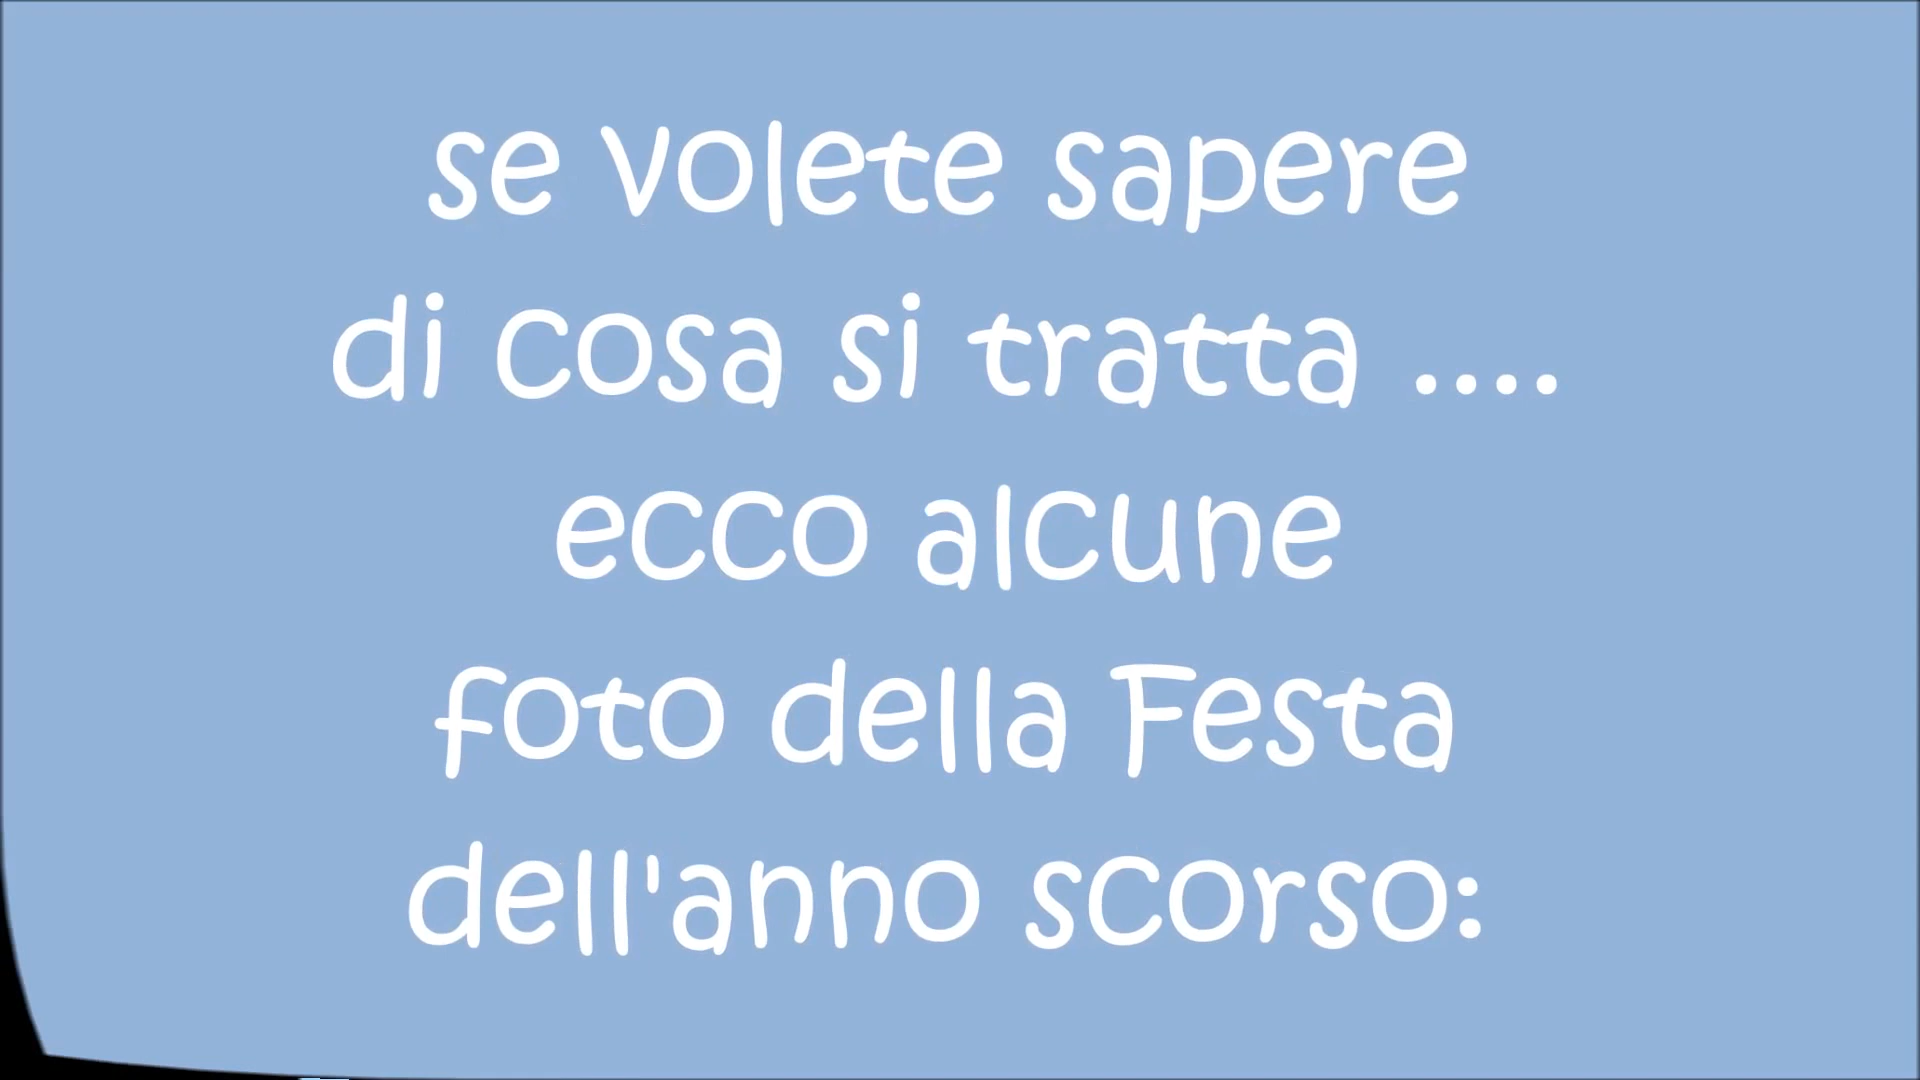 se volete sapere
di cosa si tratta ....
ecco alcune
foto della Festa
dell'anno scorso: